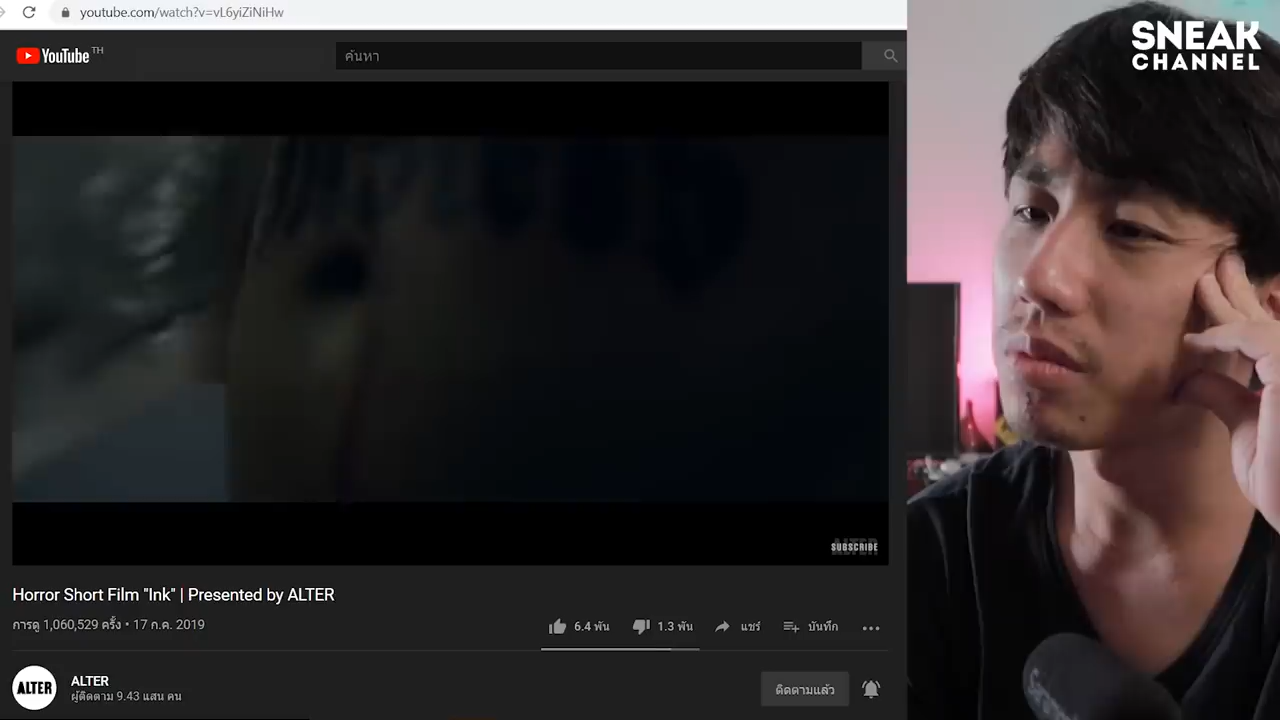 youtube.com/watch?v=vL6yiZiNiHw
YouTube TH
ค้นหา
SNEAK
CHANNEL
SUBSCRIBE
Horror Short Film "Ink" | Presented by ALTER
การดู 1,060,529 ครั้ง • 17 ก.ค. 2019
6.4 พัน
1.3 พัน
แชร์
บันทึก
ALTER
ALTER
ผู้ติดตาม 9.43 แสน คน
ติดตามแล้ว